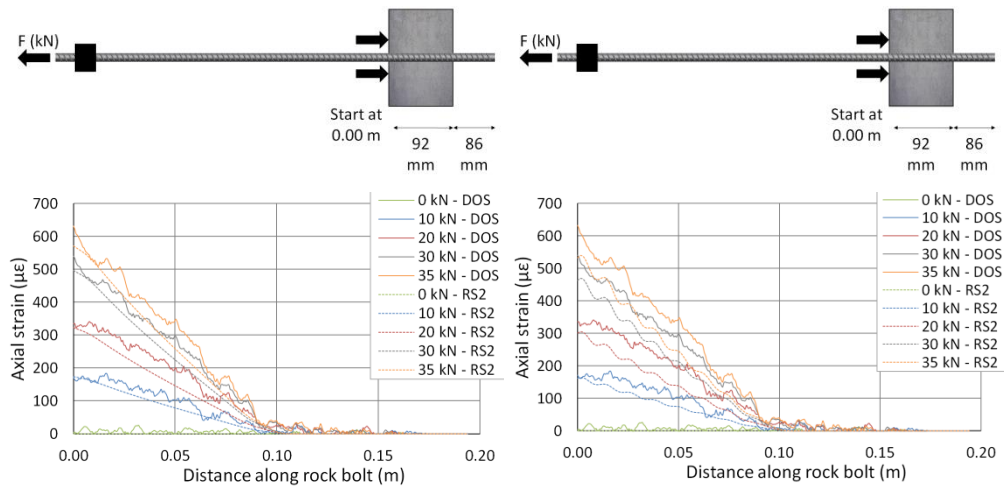 F (kN)
Start at
0.00 m
92
mm
86
mm
700
600
500
400
300
200
100
0
Axial strain (µε)
0.00
0.05
0.10
0.15
0.20
Distance along rock bolt (m)
0 kN - DOS
10 kN - DOS
20 kN - DOS
30 kN - DOS
35 kN - DOS
0 kN - RS2
10 kN - RS2
20 kN - RS2
30 kN - RS2
35 kN - RS2
F (kN)
Start at
0.00 m
92
mm
86
mm
700
600
500
400
300
200
100
0
Axial strain (µε)
0.00
0.05
0.10
0.15
0.20
Distance along rock bolt (m)
0 kN - DOS
10 kN - DOS
20 kN - DOS
30 kN - DOS
35 kN - DOS
0 kN - RS2
10 kN - RS2
20 kN - RS2
30 kN - RS2
35 kN - RS2